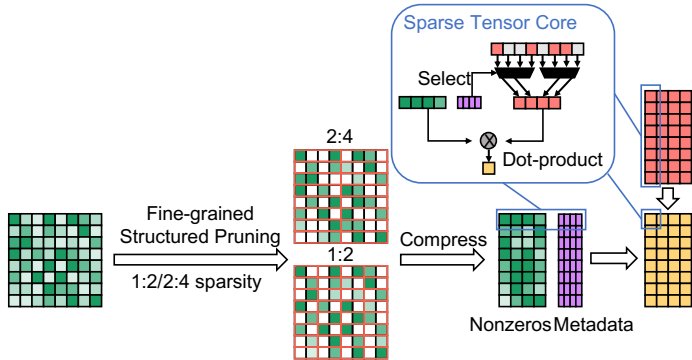 Sparse Tensor Core
Select
X
Dot-product
2:4
Fine-grained
Structured Pruning
1:2/2:4 sparsity
1:2
Compress
Nonzeros Metadata